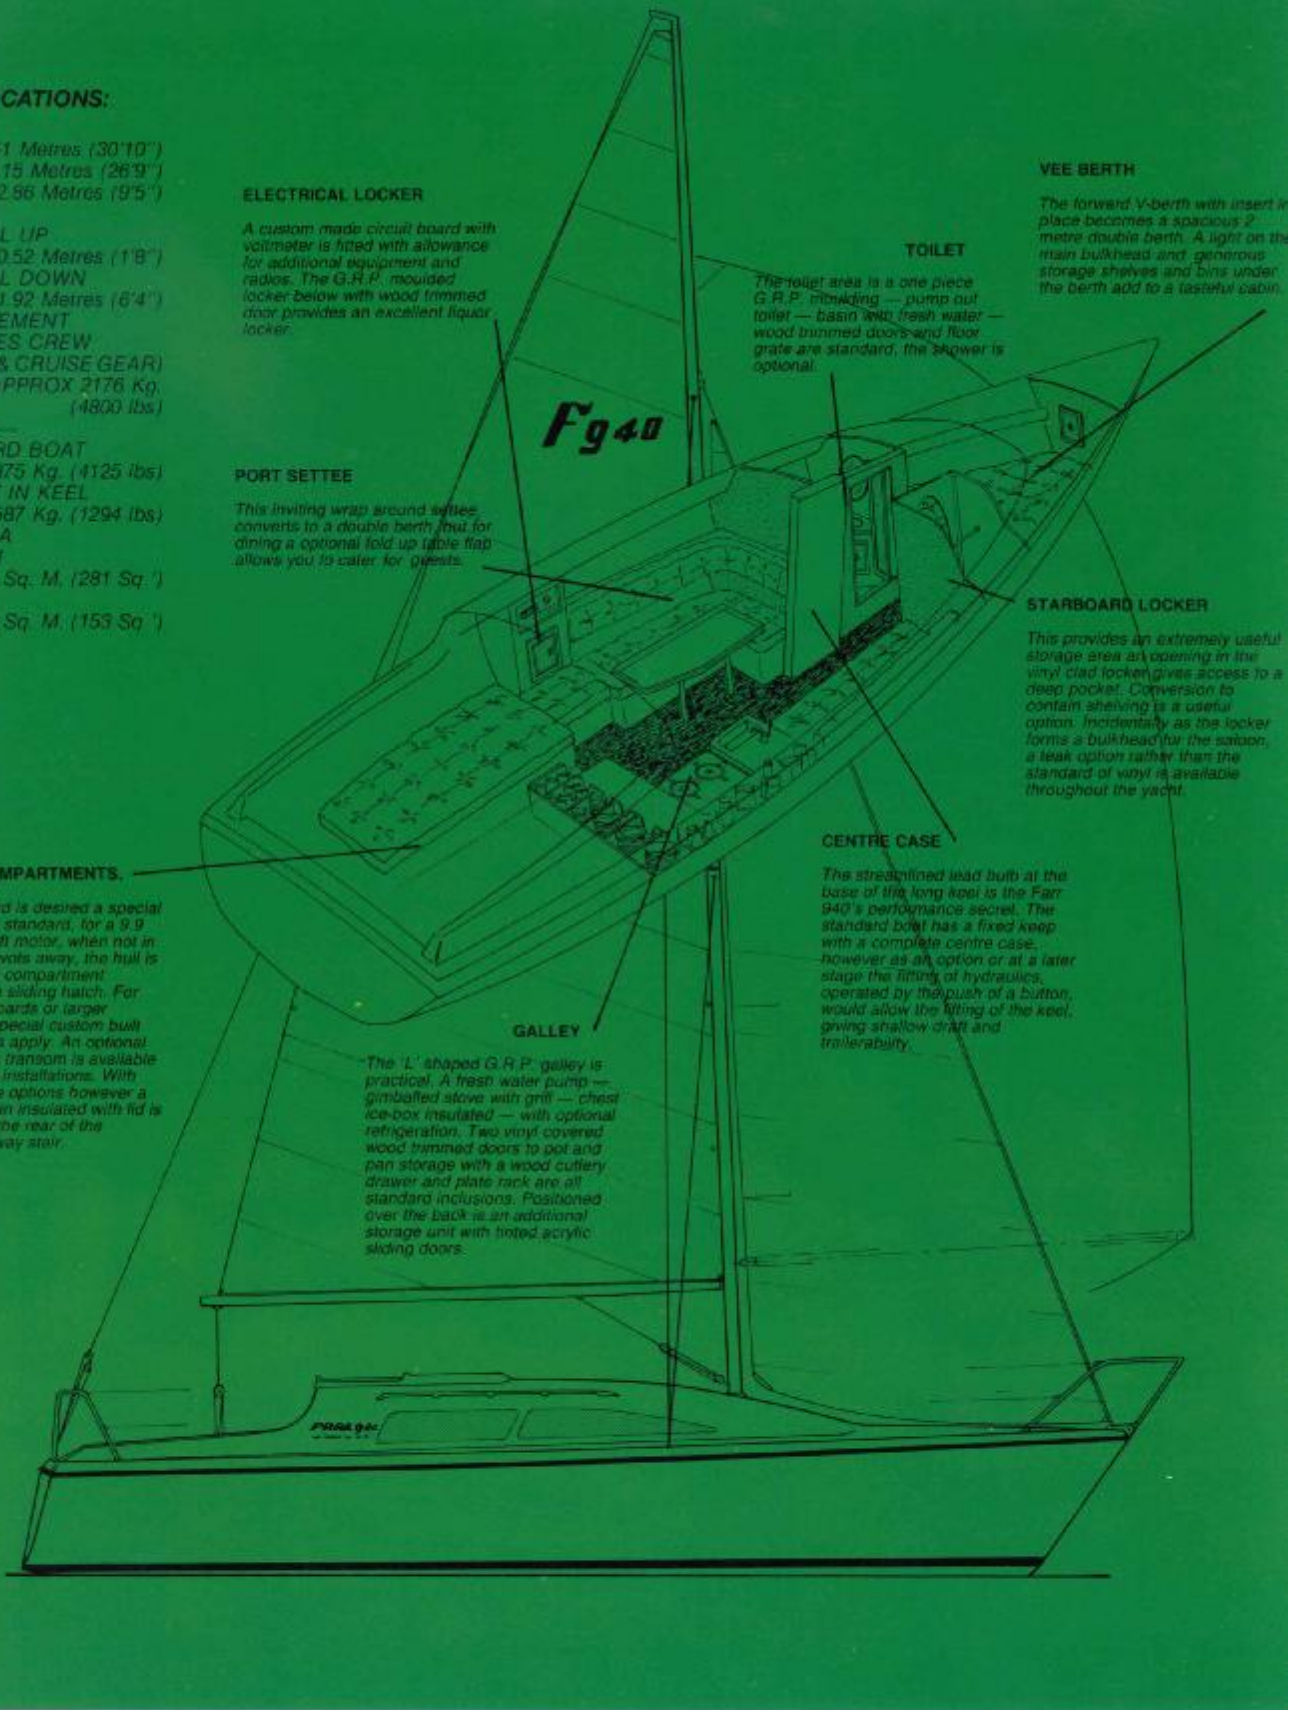 CATIONS:
1 Metres (30'10")
15 Metres (26'9")
2.86 Metres (9'5")
L UP
0.52 Metres (1'8")
L DOWN
1.92 Metres (6'4")
EMENT
ES CREW
& CRUISE GEAR)
PPROX 2176 Kg.
(4800 lbs)
RD BOAT
875 Kg. (4125 lbs)
IN KEEL
587 Kg. (1294 lbs)
A
Sq. M. (281 Sq ')
Sq. M. (153 Sq ')
ELECTRICAL LOCKER
A custom made circuit board with
voltmeter is fitted with allowance
for additional equipment and
radios. The G.R.P. moulded
locker below with wood trimmed
door provides an excellent liquor
locker.
PORT SETTEE
This inviting wrap around settee
converts to a double berth, but for
dining a optional fold up table flap
allows you to cater for guests.
TOILET
The toilet area is a one piece
G.R.P. moulding — pump out
toilet — basin with fresh water —
wood trimmed doors and floor
grate are standard, the shower is
optional.
VEE BERTH
The forward V-berth with insert in
place becomes a spacious 2
metre double berth. A light on the
main bulkhead and generous
storage shelves and bins under
the berth add to a tasteful cabin.
Fg40
STARBOARD LOCKER
This provides an extremely useful
storage area an opening in the
vinyl clad locker gives access to a
deep pocket. Conversion to
contain shelving is a useful
option. Incidentally as the locker
forms a bulkhead for the saloon,
a teak option rather than the
standard of vinyl is available
throughout the yacht.
CENTRE CASE
The streamlined lead bulb at the
base of the long keel is the Farr
940's performance secret. The
standard boat has a fixed keep
with a complete centre case,
however as an option or at a later
stage the fitting of hydraulics,
operated by the push of a button,
would allow the lifting of the keel,
giving shallow draft and
trailerability.
MPARTMENTS.
rd is desired a special
standard, for a 9.9
ft motor, when not in
vots away, the hull is
compartment
sliding hatch. For
oards or larger
pecial custom built
s apply. An optional
transom is available
installations. With
e options however a
in insulated with lid is
the rear of the
way stair.
GALLEY
The 'L' shaped G.R.P. galley is
practical. A fresh water pump —
gimballed stove with grill — chest
ice-box insulated — with optional
refrigeration. Two vinyl covered
wood trimmed doors to pot and
pan storage with a wood cutlery
drawer and plate rack are all
standard inclusions. Positioned
over the back is an additional
storage unit with tinted acrylic
sliding doors.